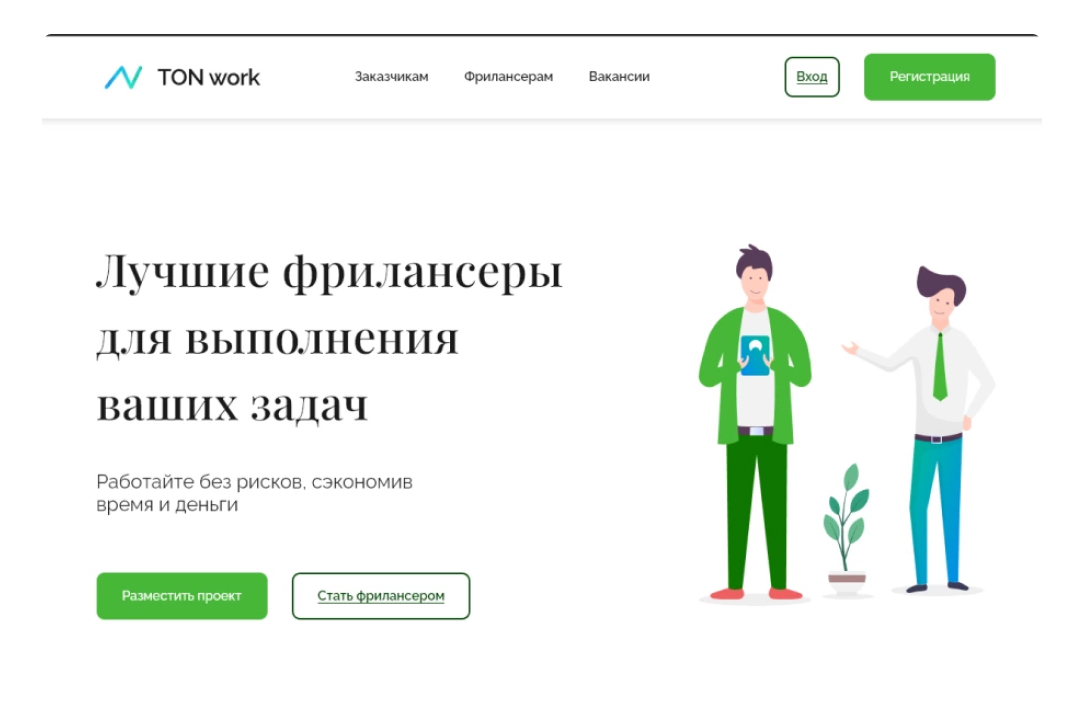 TON work
Заказчикам
Фрилансерам
Вакансии
Вход
Регистрация
Лучшие фрилансеры
для выполнения
ваших задач
Работайте без рисков, сэкономив
время и деньги
Разместить проект
Стать фрилансером